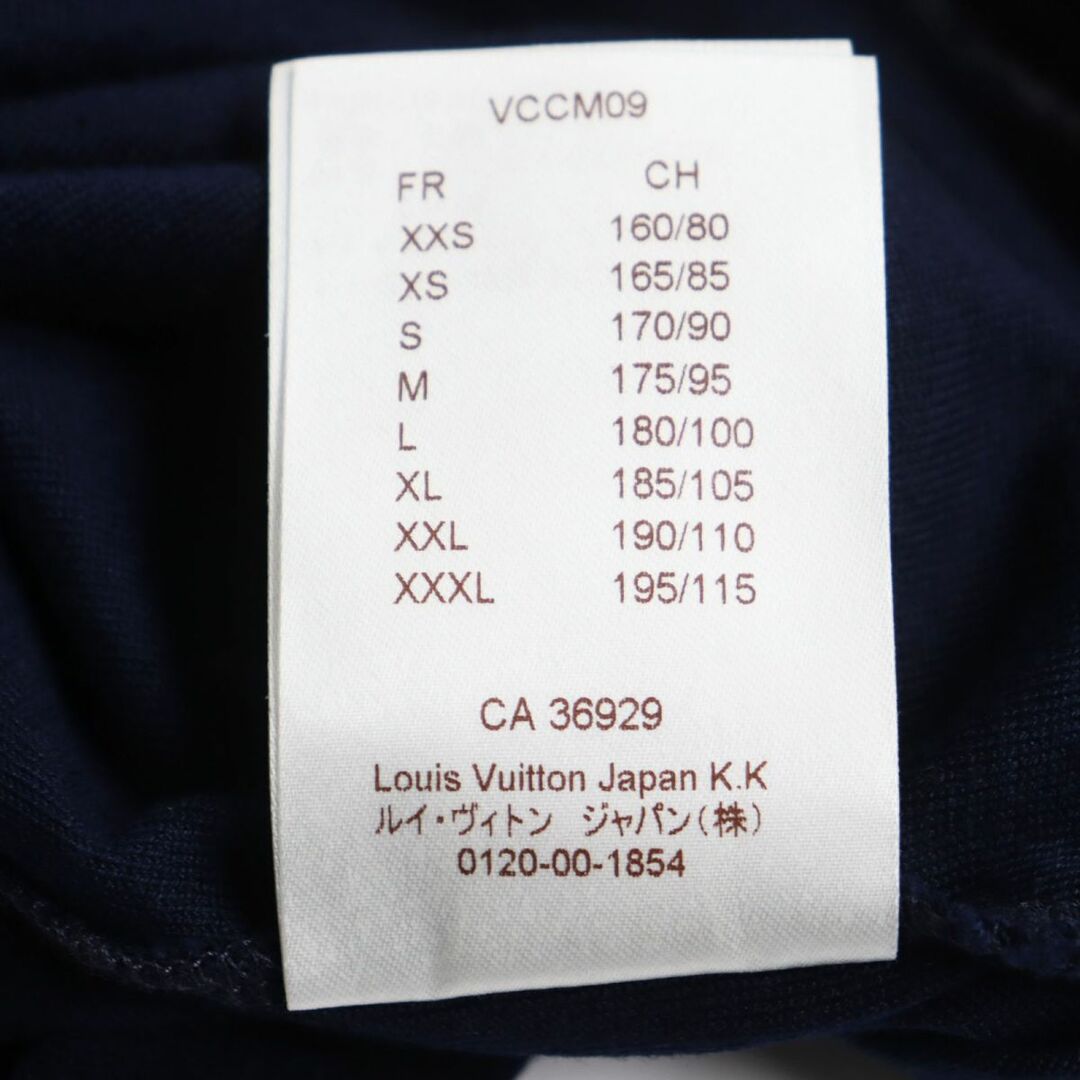 VCCM09
FR CH
XXS 160/80
XS 165/85
S 170/90
M 175/95
L 180/100
XL 185/105
XXL 190/110
XXXL 195/115
CA 36929
Louis Vuitton Japan K.K
ルイ・ヴィトン ジャパン(株)
0120-00-1854